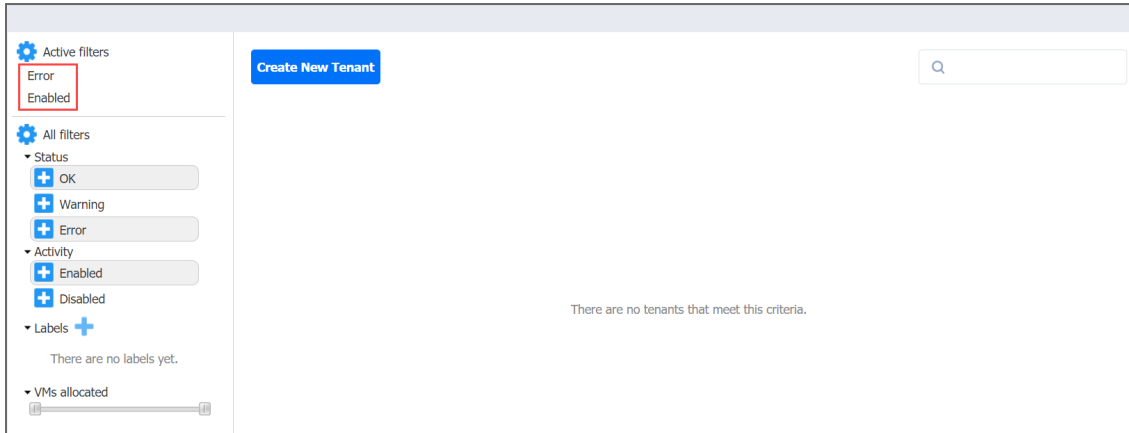 Active filters
Error
Enabled
All filters
Status
OK
Warning
Error
Activity
Enabled
Disabled
Labels
There are no labels yet.
VMs allocated
Create New Tenant
There are no tenants that meet this criteria.